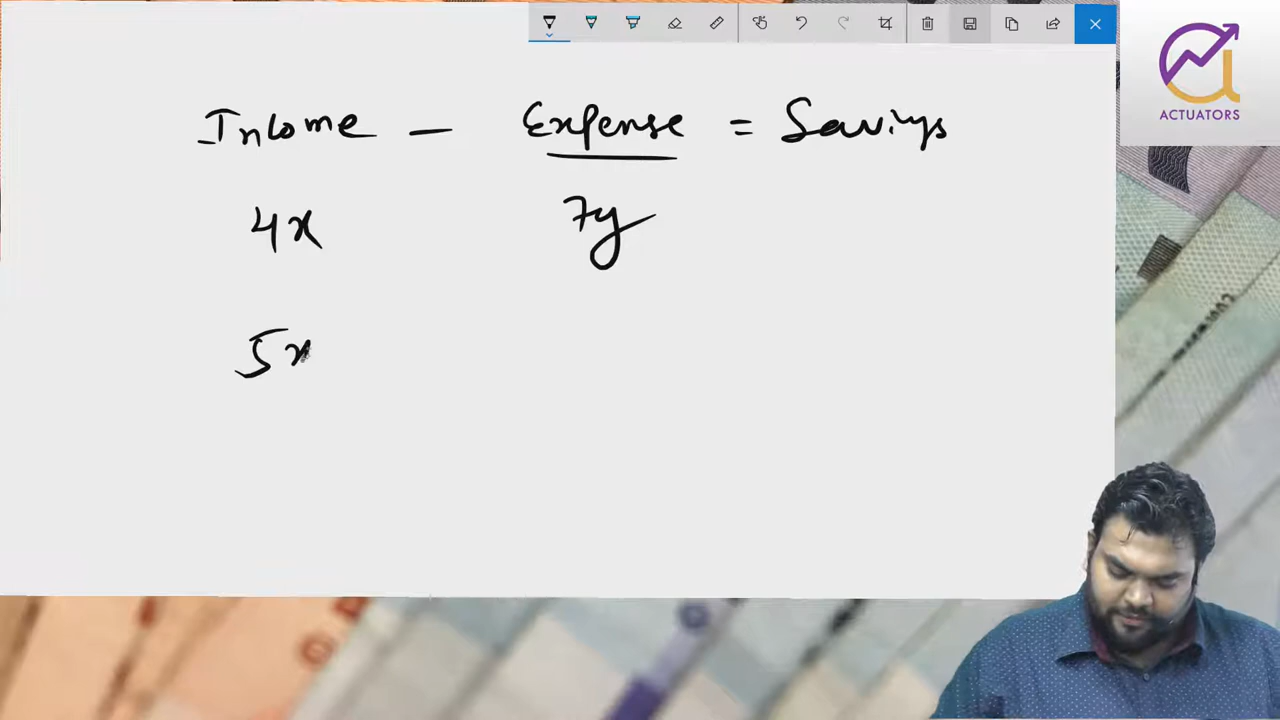 ACTUATORS
Income - Expense = Savings
4x 7y
5x